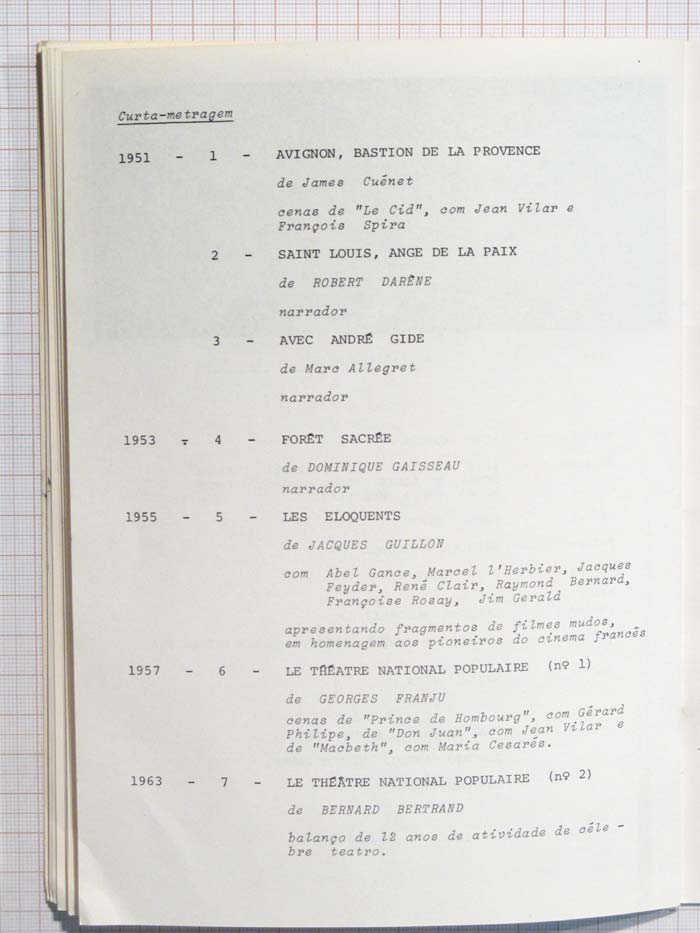 Curta-metragem
1951 - 1 - AVIGNON, BASTION DE LA PROVENCE
de James Cuénet
cenas de "Le Cid", com Jean Vilar e
François Spira
2 - SAINT LOUIS, ANGE DE LA PAIX
de ROBERT DARÊNE
narrador
3 - AVEC ANDRÉ GIDE
de Marc Allegret
narrador
1953 - 4 - FORÊT SACRÉE
de DOMINIQUE GAISSEAU
narrador
1955 - 5 - LES ELOQUENTS
de JACQUES GUILLON
com Abel Gance, Marcel l'Herbier, Jacques
Feyder, René Clair, Raymond Bernard,
Françoise Rosay, Jim Gerald
apresentando fragmentos de filmes mudos,
em homenagem aos pioneiros do cinema francês
1957 - 6 - LE THÉÂTRE NATIONAL POPULAIRE (nº 1)
de GEORGES FRANJU
cenas de "Prince de Hombourg", com Gérard
Philipe, de "Don Juan", com Jean Vilar e
de "Macbeth", com Maria Cesarés.
1963 - 7 - LE THÉÂTRE NATIONAL POPULAIRE (nº 2)
de BERNARD BERTRAND
balanço de 12 anos de atividade de céle -
bre teatro.